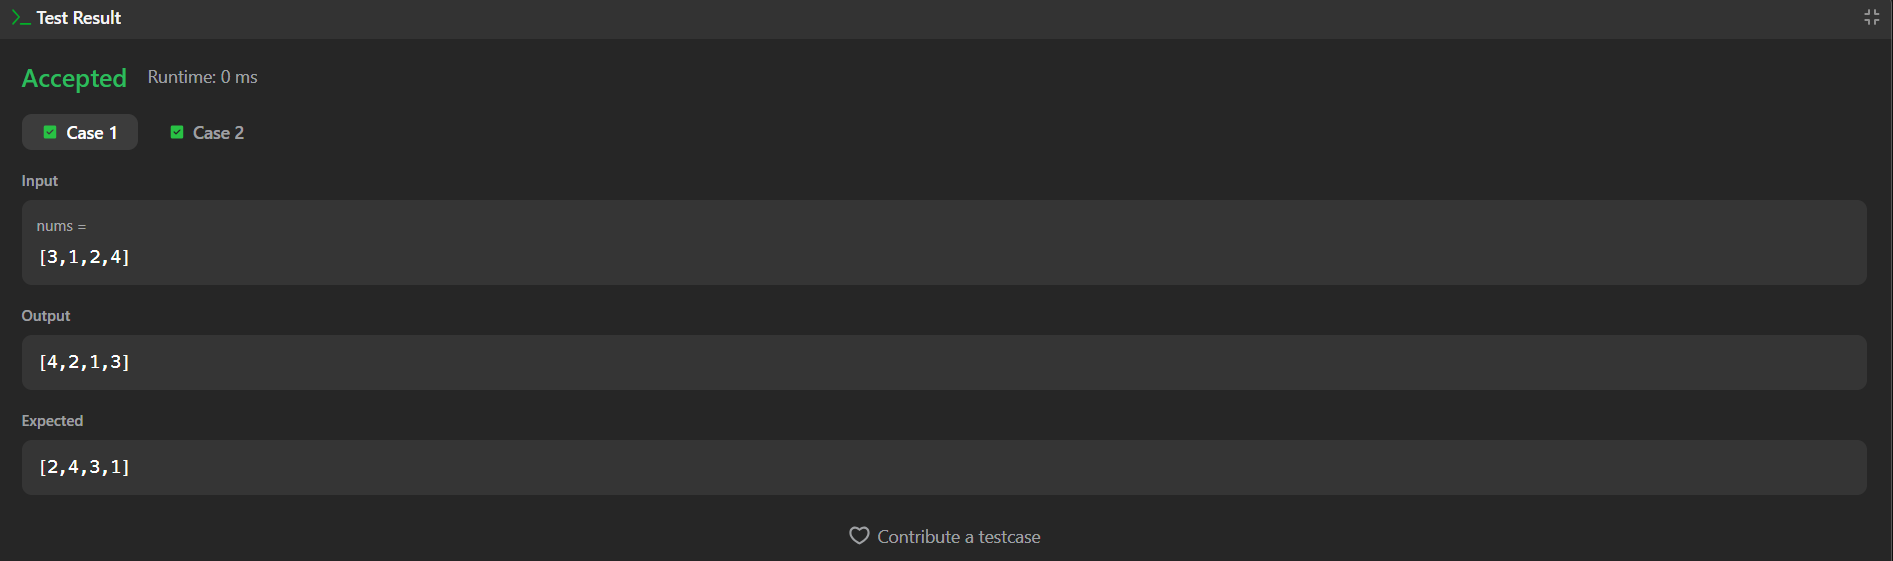 Test Result
Accepted Runtime: 0 ms
Case 1 Case 2
Input
nums =
[3,1,2,4]
Output
[4,2,1,3]
Expected
[2,4,3,1]
Contribute a testcase